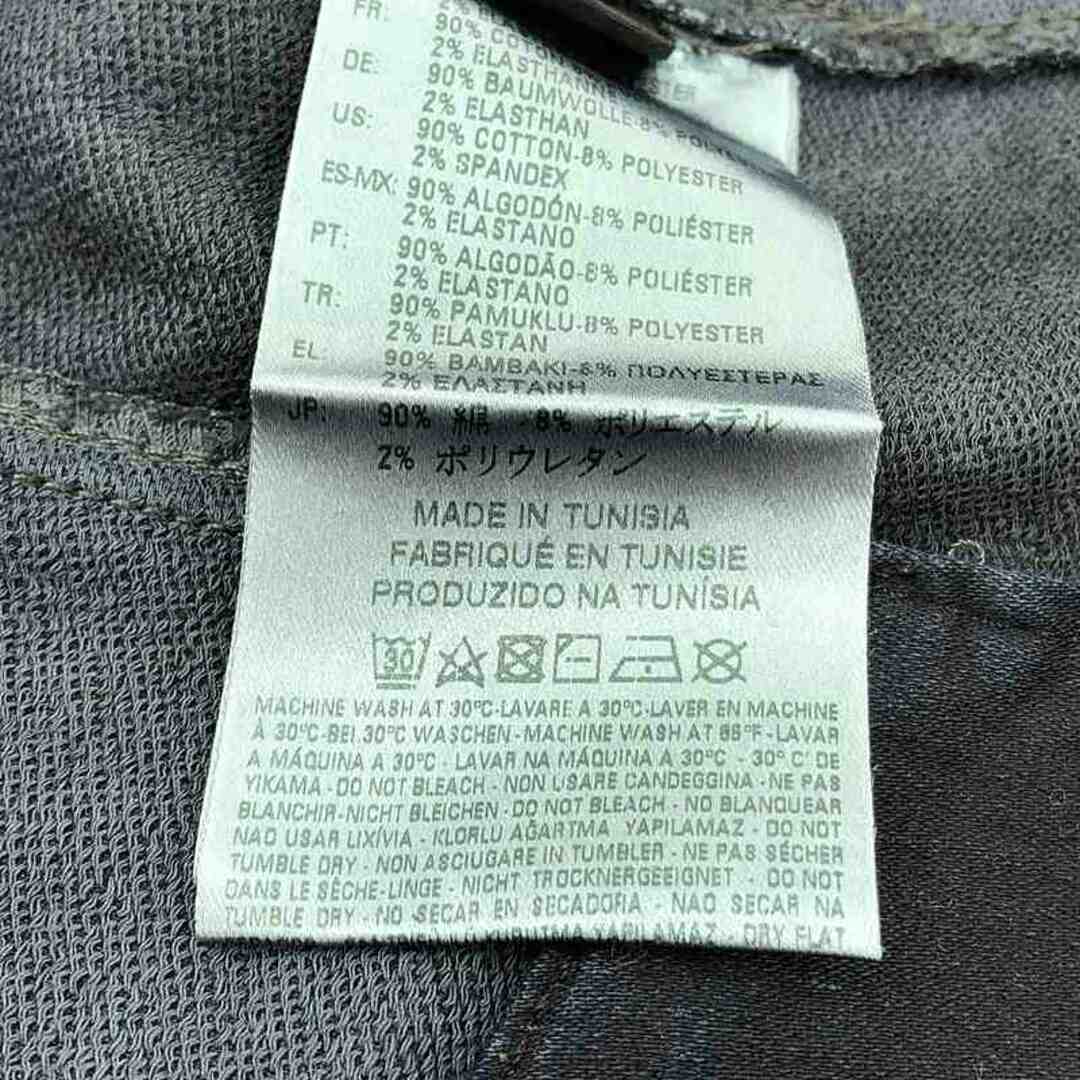 FR:
90% COTON
2% ELASTHANNE
DE: 90% BAUMWOLLE-8%
2% ELASTHAN
US: 90% COTTON-8% POLYESTER
2% SPANDEX
ES-MX: 90% ALGODÓN-8% POLIÉSTER
2% ELASTANO
PT: 90% ALGODÃO-8% POLIÉSTER
2% ELASTANO
TR: 90% PAMUKLU-8% POLYESTER
2% ELASTAN
EL: 90% ΒΑΜΒΑΚΙ-8% ΠΟΛΥΕΣΤΕΡΑΣ
2% ΕΛΑΣΤΑΝΗ
JP: 90% 綿 8% ポリエステル
2% ポリウレタン
MADE IN TUNISIA
FABRIQUÉ EN TUNISIE
PRODUZIDO NA TUNÍSIA
30
MACHINE WASH AT 30°C-LAVARE A 30°C-LAVER EN MACHINE
À 30°C-BEI 30°C WASCHEN-MACHINE WASH AT 86°F-LAVAR
A MÁQUINA A 30°C - LAVAR NA MÁQUINA A 30°C - 30° C' DE
YIKAMA - DO NOT BLEACH - NON USARE CANDEGGINA - NE PAS
BLANCHIR-NICHT BLEICHEN - DO NOT BLEACH - NO BLANQUEAR
NÃO USAR LIXÍVIA - KLORLU AĞARTMA YAPILAMAZ - DO NOT
TUMBLE DRY - NON ASCIUGARE IN TUMBLER - NE PAS SÉCHER
DANS LE SÈCHE-LINGE - NICHT TROCKNERGEEIGNET - DO NOT
TUMBLE DRY - NO SECAR EN SECADORA - NAO SECAR NA
YAPILAMAZ - DRY FLAT